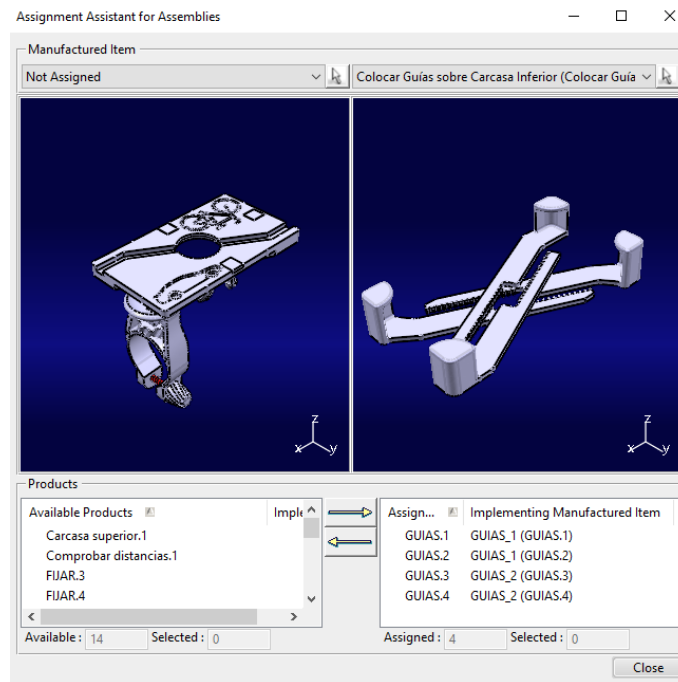 Assignment Assistant for Assemblies
Manufactured Item
Not Assigned
Colocar Guías sobre Carcasa Inferior (Colocar Guía
z
x
y
z
x
y
Products
Available Products
Carcasa superior.1
Comprobar distancias.1
FIJAR.3
FIJAR.4
Available : 14 Selected : 0
Assign... Implementing Manufactured Item
GUIAS.1 GUIAS_1 (GUIAS.1)
GUIAS.2 GUIAS_1 (GUIAS.2)
GUIAS.3 GUIAS_2 (GUIAS.3)
GUIAS.4 GUIAS_2 (GUIAS.4)
Assigned : 4 Selected : 0
Close